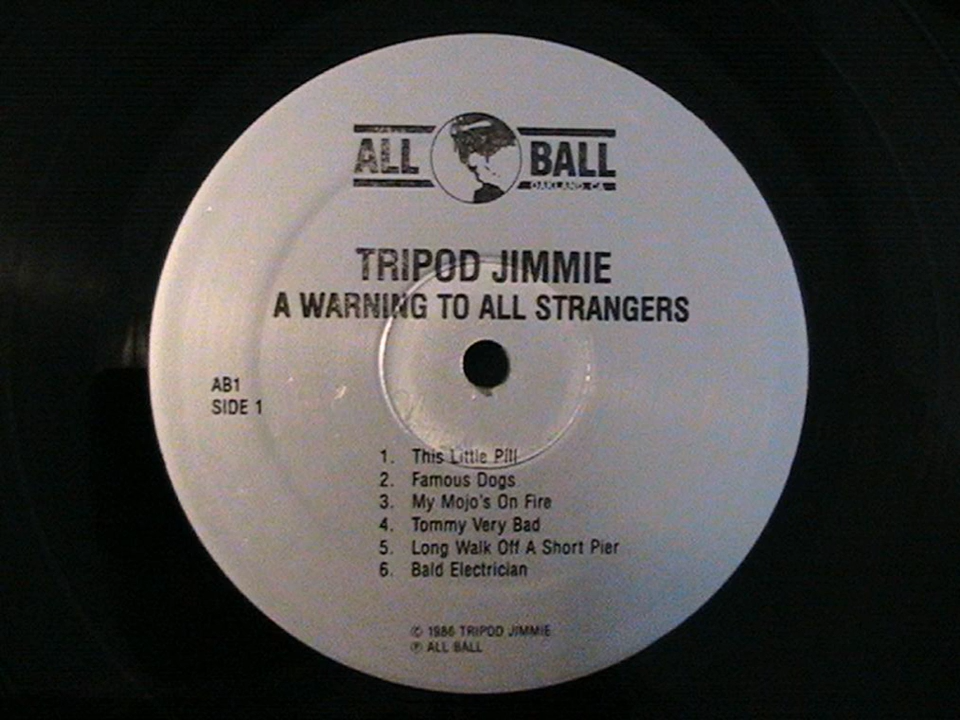 ALL BALL
OAKLAND, CA
TRIPOD JIMMIE
A WARNING TO ALL STRANGERS
AB1
SIDE 1
1. This Little Pill
2. Famous Dogs
3. My Mojo's On Fire
4. Tommy Very Bad
5. Long Walk Off A Short Pier
6. Bald Electrician
© 1986 TRIPOD JIMMIE
℗ ALL BALL